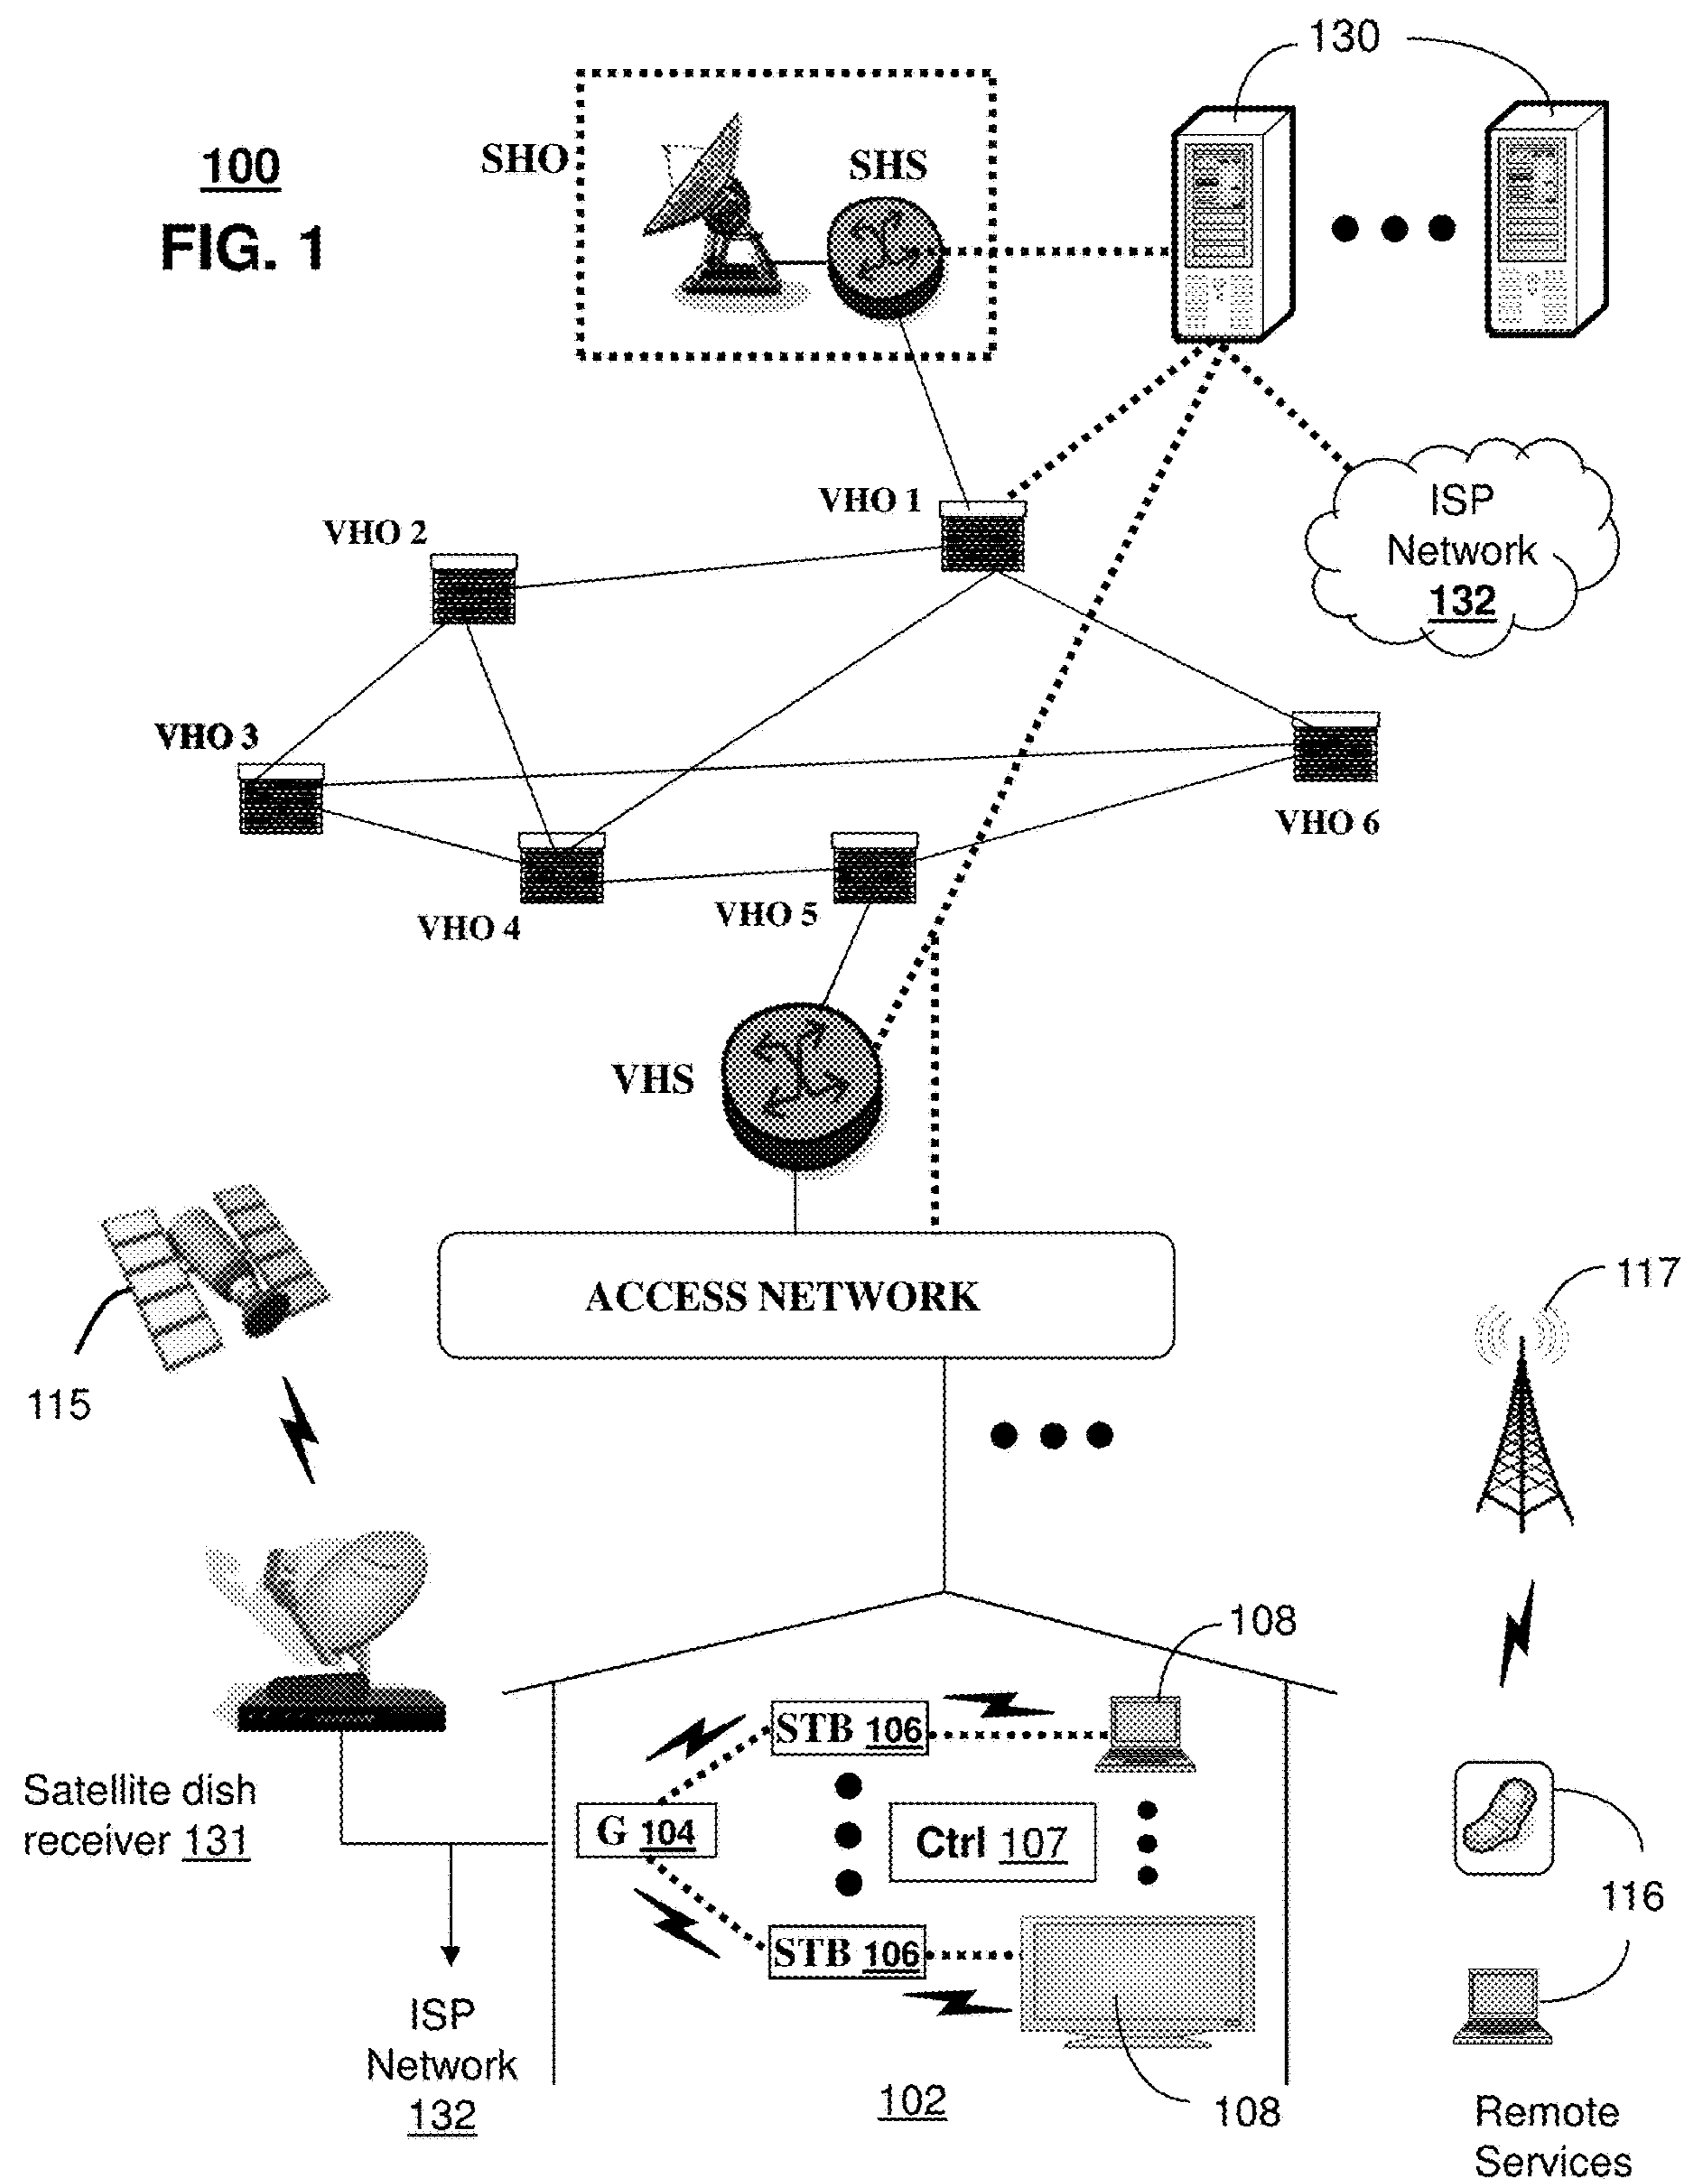 130
100
FIG. 1
SHO
SHS
VHO 1
VHO 2
ISP
Network
132
VHO 3
VHO 6
VHO 4
VHO 5
VHS
ACCESS NETWORK
115
117
108
STB 106
Satellite dish
receiver 131
G 104
Ctrl 107
116
STB 106
ISP
Network
132
102
108
Remote
Services